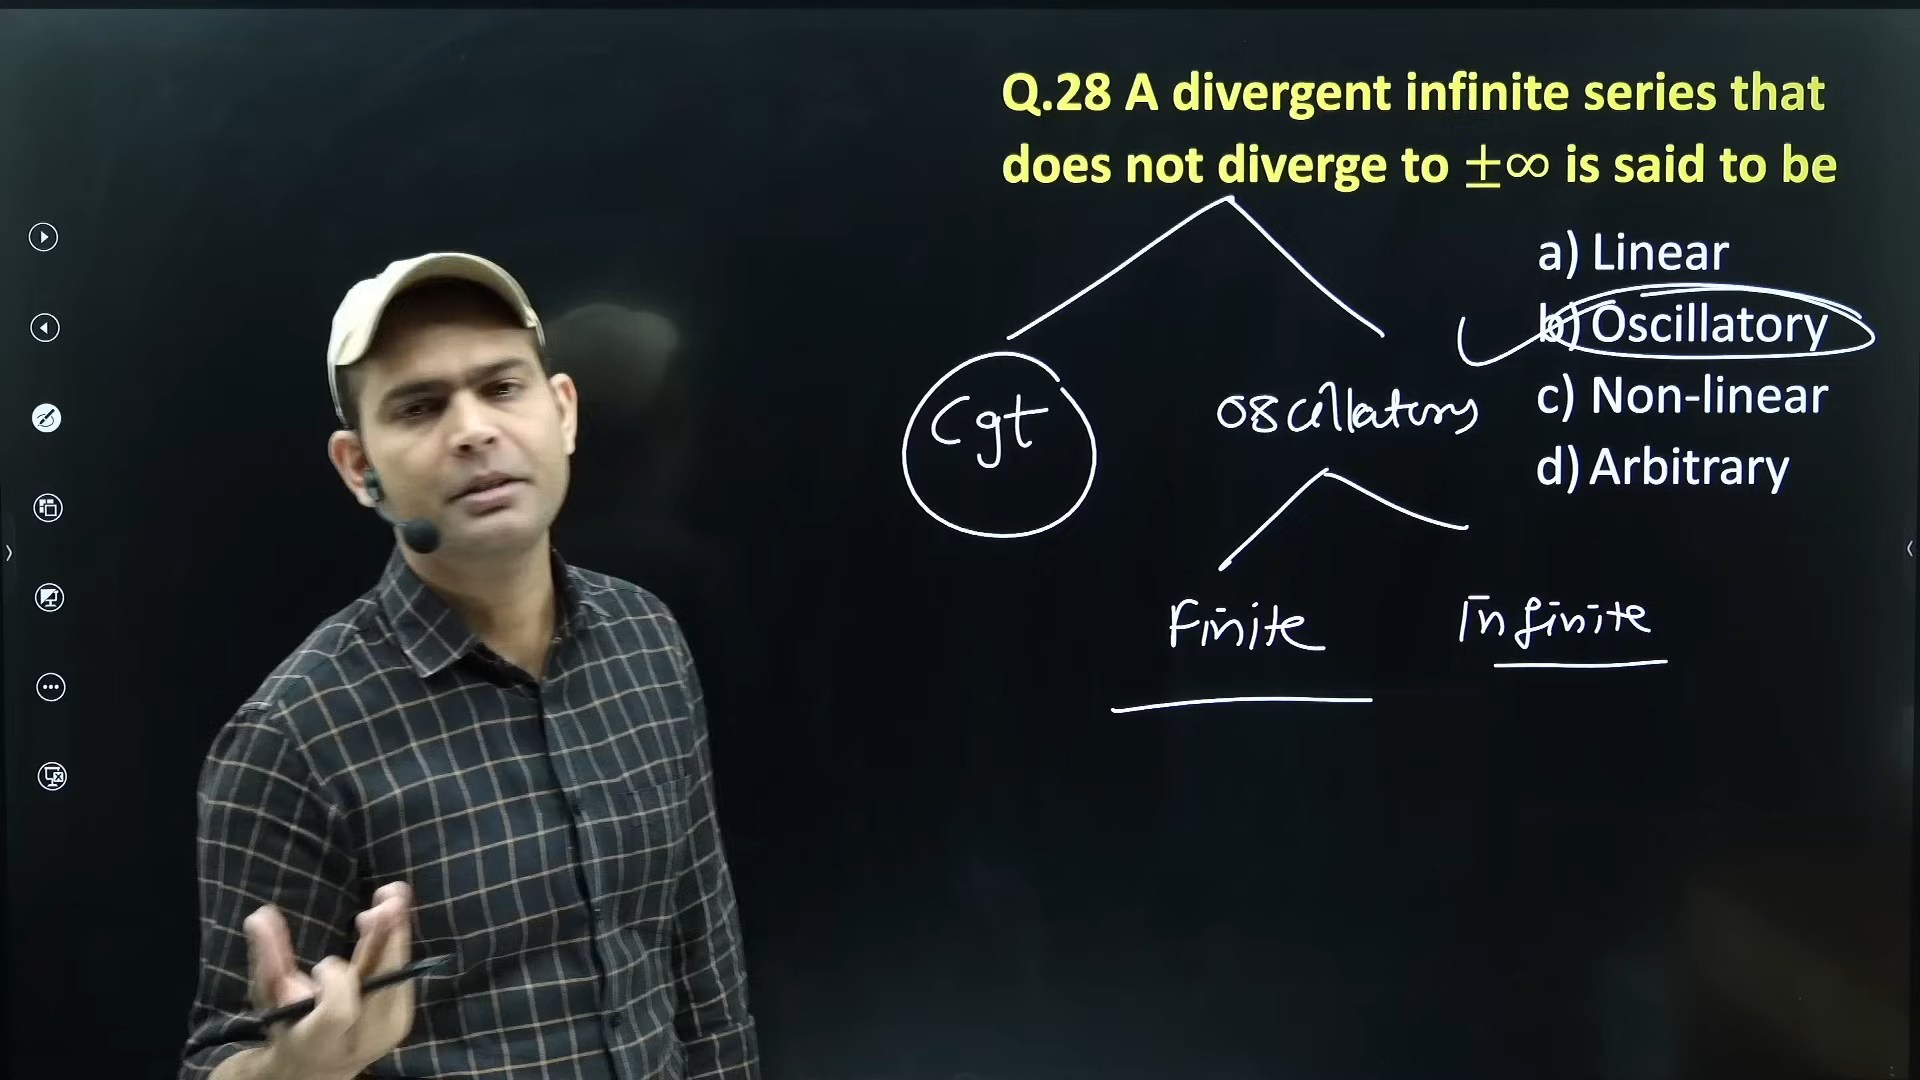 Q.28 A divergent infinite series that
does not diverge to ±∞ is said to be
a) Linear
b) Oscillatory
c) Non-linear
d) Arbitrary
Cgt
oscillatory
Finite
Infinite